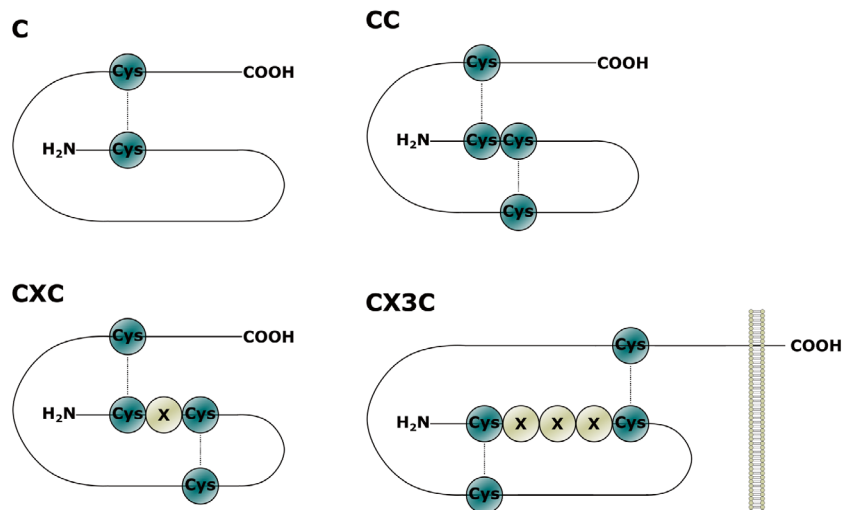 C
Cys COOH
H₂N Cys
CC
Cys COOH
H₂N Cys Cys
Cys
CXC
Cys COOH
H₂N Cys X Cys
Cys
CX3C
Cys COOH
H₂N Cys X X X Cys
Cys